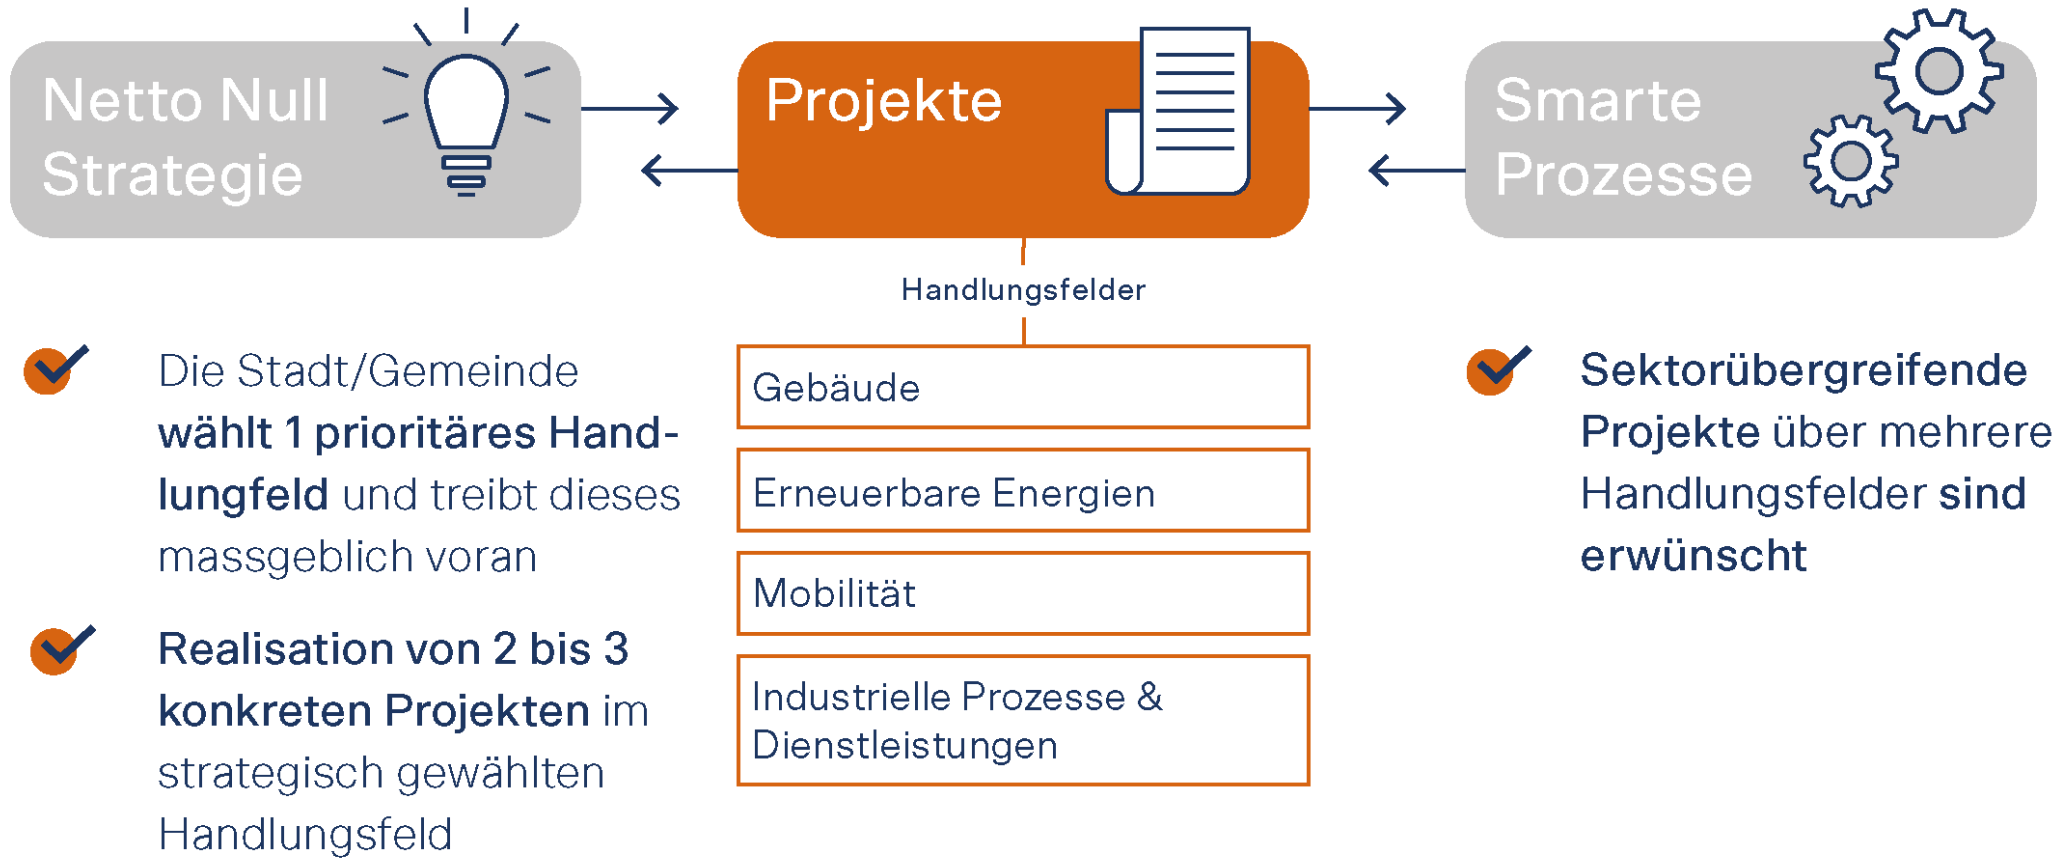 Netto Null
Strategie
Projekte
Smarte
Prozesse
Handlungsfelder
Die Stadt/Gemeinde
wählt 1 prioritäres Hand-
lungfeld und treibt dieses
massgeblich voran
Realisation von 2 bis 3
konkreten Projekten im
strategisch gewählten
Handlungsfeld
Gebäude
Erneuerbare Energien
Mobilität
Industrielle Prozesse &
Dienstleistungen
Sektorübergreifende
Projekte über mehrere
Handlungsfelder sind
erwünscht